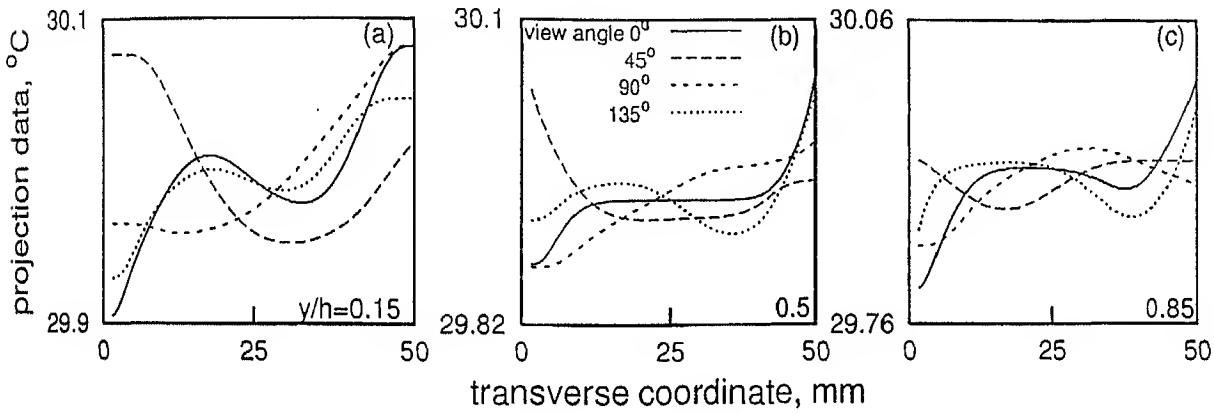 projection data, °C
30.1
(a)
y/h=0.15
29.9
0
25
50
30.1
view angle 0°
(b)
45°
90°
135°
0.5
29.82
0
25
50
30.06
(c)
0.85
29.76
0
25
50
transverse coordinate, mm